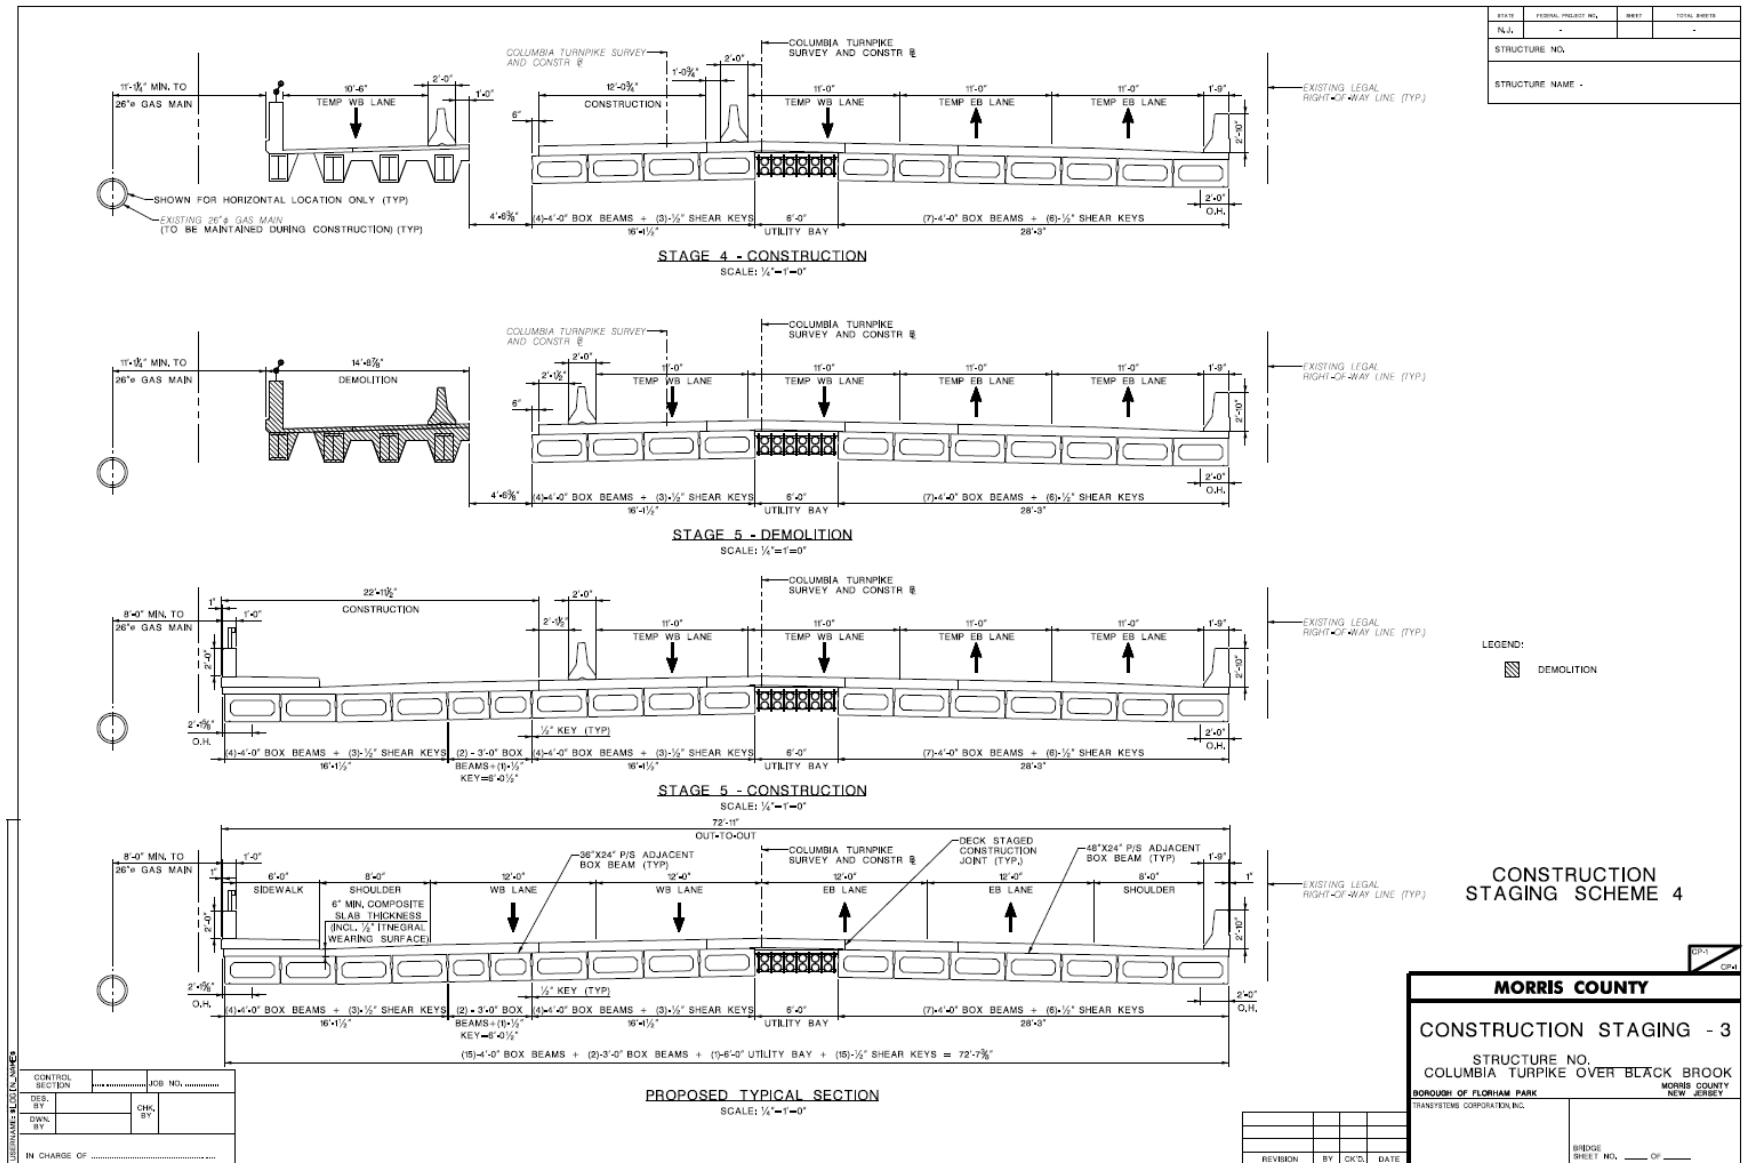 STATE FEDERAL PROJECT NO. SHEET TOTAL SHEETS
N.J. - -
STRUCTURE NO.
STRUCTURE NAME -
COLUMBIA TURNPIKE SURVEY
AND CONSTR ℄
COLUMBIA TURNPIKE
SURVEY AND CONSTR ℄
11'-1¼" MIN. TO
26"ø GAS MAIN
10'-6"
TEMP WB LANE
2'-0"
1'-0"
6"
12'-0¾"
CONSTRUCTION
1'-0¾"
2'-0"
11'-0"
TEMP WB LANE
11'-0"
TEMP EB LANE
11'-0"
TEMP EB LANE
1'-9"
2'-10"
EXISTING LEGAL
RIGHT-OF-WAY LINE (TYP.)
SHOWN FOR HORIZONTAL LOCATION ONLY (TYP)
EXISTING 26"ø GAS MAIN
(TO BE MAINTAINED DURING CONSTRUCTION) (TYP)
4'-6⅜"
(4)-4'-0" BOX BEAMS + (3)-½" SHEAR KEYS
16'-1½"
6'-0"
UTILITY BAY
(7)-4'-0" BOX BEAMS + (6)-½" SHEAR KEYS
28'-3"
2'-0"
O.H.
STAGE 4 - CONSTRUCTION
SCALE: ¼"=1'=0"
COLUMBIA TURNPIKE SURVEY
AND CONSTR ℄
COLUMBIA TURNPIKE
SURVEY AND CONSTR ℄
11'-1¼" MIN. TO
26"ø GAS MAIN
14'-8⅞"
DEMOLITION
6"
2'-1½"
2'-0"
11'-0"
TEMP WB LANE
11'-0"
TEMP WB LANE
11'-0"
TEMP EB LANE
11'-0"
TEMP EB LANE
1'-9"
2'-10"
EXISTING LEGAL
RIGHT-OF-WAY LINE (TYP.)
4'-6⅜"
(4)-4'-0" BOX BEAMS + (3)-½" SHEAR KEYS
16'-1½"
6'-0"
UTILITY BAY
(7)-4'-0" BOX BEAMS + (6)-½" SHEAR KEYS
28'-3"
2'-0"
O.H.
STAGE 5 - DEMOLITION
SCALE: ¼"=1'=0"
COLUMBIA TURNPIKE
SURVEY AND CONSTR ℄
8'-0" MIN. TO
26"ø GAS MAIN
1"
1'-0"
2'-0"
22'-11½"
CONSTRUCTION
2'-1½"
2'-0"
11'-0"
TEMP WB LANE
11'-0"
TEMP WB LANE
11'-0"
TEMP EB LANE
11'-0"
TEMP EB LANE
1'-9"
2'-10"
EXISTING LEGAL
RIGHT-OF-WAY LINE (TYP.)
LEGEND:
DEMOLITION
O.H.
½" KEY (TYP)
(4)-4'-0" BOX BEAMS + (3)-½" SHEAR KEYS
16'-1½"
(2) - 3'-0" BOX
BEAMS+(1)-½"
KEY=6'-0½"
(4)-4'-0" BOX BEAMS + (3)-½" SHEAR KEYS
16'-1½"
6'-0"
UTILITY BAY
(7)-4'-0" BOX BEAMS + (6)-½" SHEAR KEYS
28'-3"
2'-0"
O.H.
STAGE 5 - CONSTRUCTION
SCALE: ¼"=1'=0"
72'-11"
OUT-TO-OUT
8'-0" MIN. TO
26"ø GAS MAIN
1"
1'-0"
2'-0"
36"X24" P/S ADJACENT
BOX BEAM (TYP)
COLUMBIA TURNPIKE
SURVEY AND CONSTR ℄
DECK STAGED
CONSTRUCTION
JOINT (TYP.)
48"X24" P/S ADJACENT
BOX BEAM (TYP)
1'-9"
1"
6'-0"
SIDEWALK
8'-0"
SHOULDER
12'-0"
WB LANE
12'-0"
WB LANE
12'-0"
EB LANE
12'-0"
EB LANE
8'-0"
SHOULDER
2'-10"
EXISTING LEGAL
RIGHT-OF-WAY LINE (TYP.)
6" MIN. COMPOSITE
SLAB THICKNESS
(INCL. ½" ITNEGRAL
WEARING SURFACE)
O.H.
½" KEY (TYP)
(4)-4'-0" BOX BEAMS + (3)-½" SHEAR KEYS
16'-1½"
(2) - 3'-0" BOX
BEAMS+(1)-½"
KEY=6'-0½"
(4)-4'-0" BOX BEAMS + (3)-½" SHEAR KEYS
16'-1½"
6'-0"
UTILITY BAY
(7)-4'-0" BOX BEAMS + (6)-½" SHEAR KEYS
28'-3"
2'-0"
O.H.
(15)-4'-0" BOX BEAMS + (2)-3'-0" BOX BEAMS + (1)-6'-0" UTILITY BAY + (15)-½" SHEAR KEYS = 72'-7⅜"
PROPOSED TYPICAL SECTION
SCALE: ¼"=1'=0"
CONSTRUCTION
STAGING SCHEME 4
CP-1
CP-1
MORRIS COUNTY
CONSTRUCTION STAGING - 3
STRUCTURE NO.
COLUMBIA TURPIKE OVER BLACK BROOK
BOROUGH OF FLORHAM PARK
MORRIS COUNTY
NEW JERSEY
TRANSYSTEMS CORPORATION, INC.
BRIDGE
SHEET NO. ____ OF ____
REVISION BY CK'D. DATE
CONTROL
SECTION
JOB NO.
DES.
BY
DWN.
BY
CHK.
BY
IN CHARGE OF